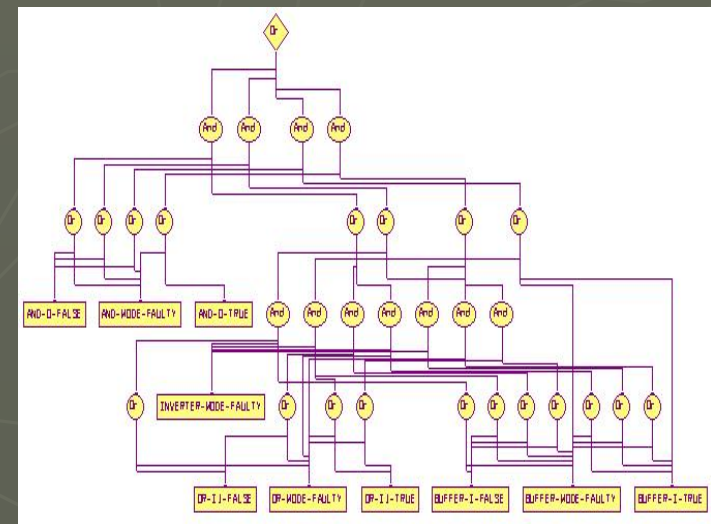 Or
And And And And
Or Or Or Or Or Or Or Or
AND-O-FALSE AND-MODE-FAULTY AND-O-TRUE And And And And And And And
Or INVERTER-MODE-FAULTY Or Or Or Or Or Or Or Or Or Or
OR-I1-FALSE OR-MODE-FAULTY OR-I1-TRUE BUFFER-I-FALSE BUFFER-MODE-FAULTY BUFFER-I-TRUE